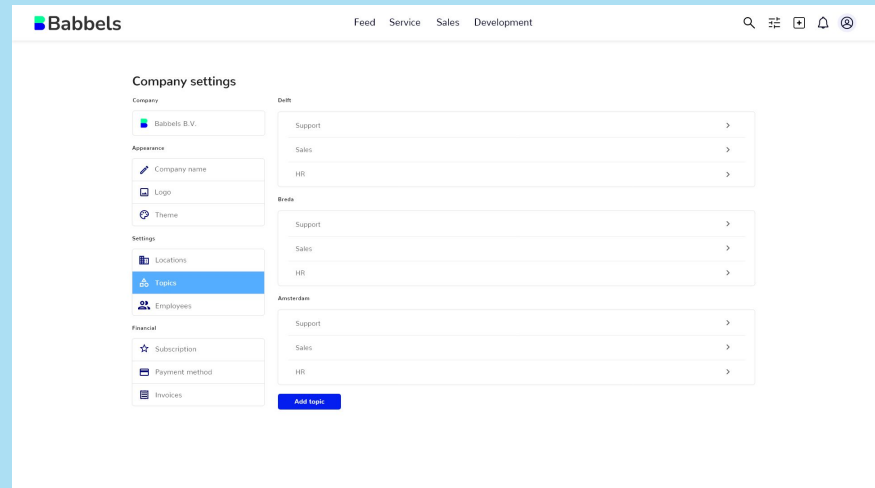 Babbels
Feed Service Sales Development
Company settings
Company
Babbels B.V.
Appearance
Company name
Logo
Theme
Settings
Locations
Topics
Employees
Financial
Subscription
Payment method
Invoices
Delft
Support
Sales
HR
Breda
Support
Sales
HR
Amsterdam
Support
Sales
HR
Add topic